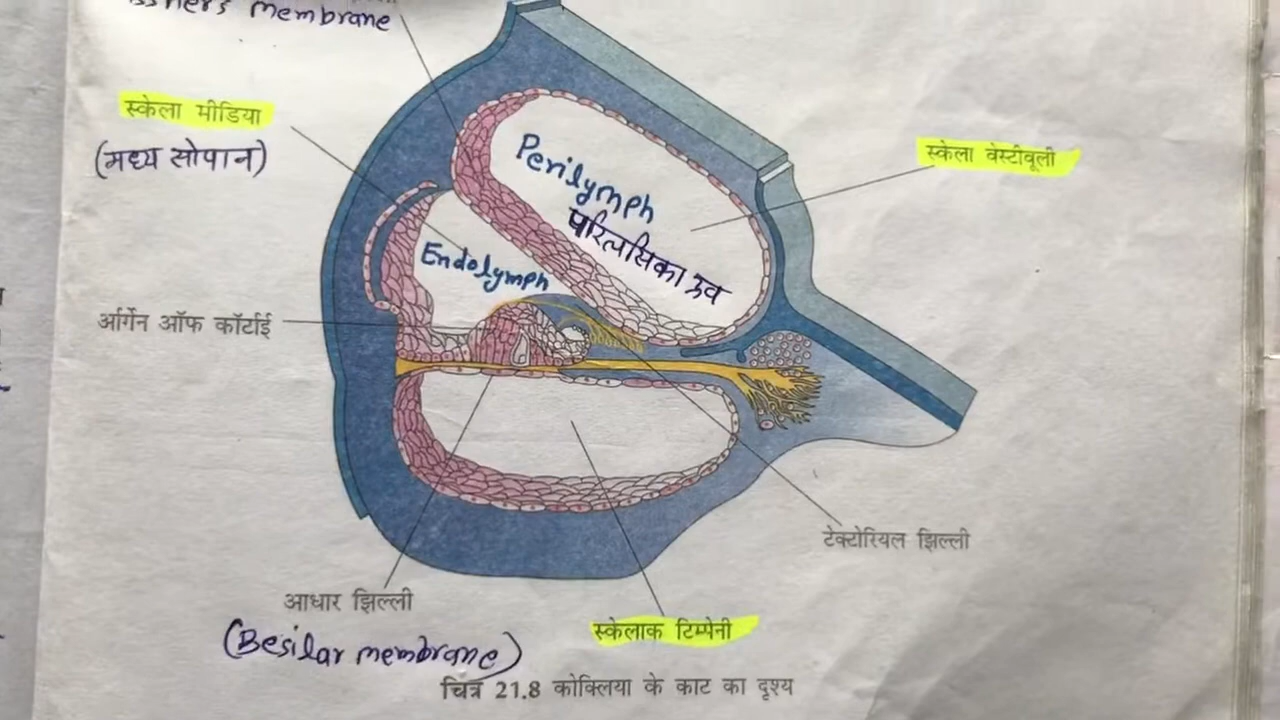 membrane
स्केला मीडिया
(मध्य सोपान)
स्केला वेस्टीबूली
Perilymph
परिलसिका द्रव
Endolymph
ऑर्गेन ऑफ कॉर्टाई
टेक्टोरियल झिल्ली
आधार झिल्ली
(Besilar membrane)
स्केलाक टिम्पेनी
चित्र 21.8 कोक्लिया के काट का दृश्य